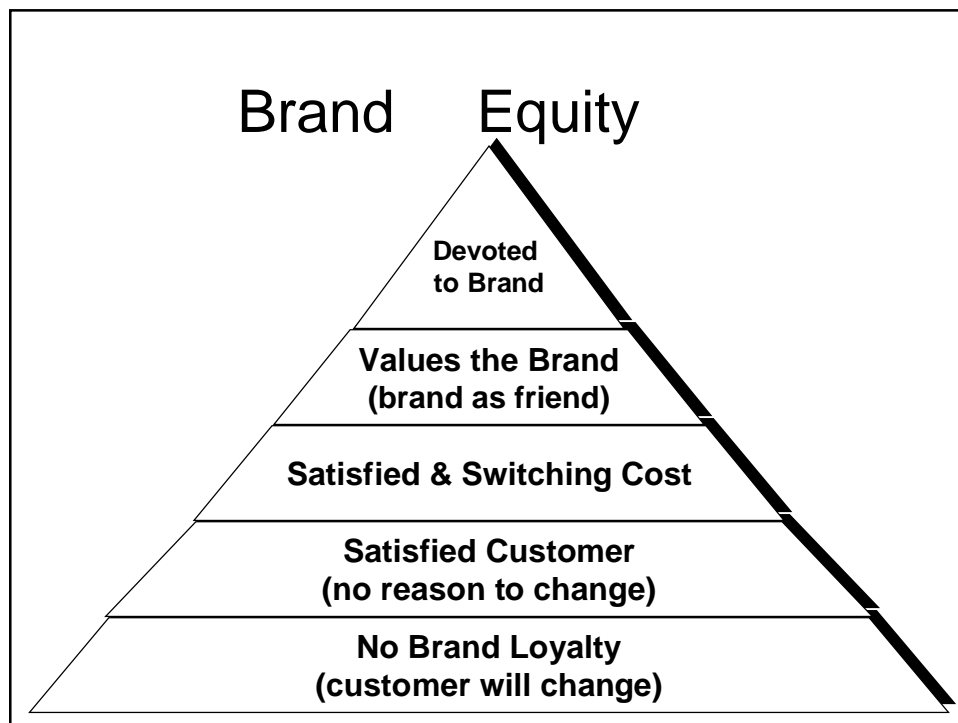 Brand Equity
Devoted
to Brand
Values the Brand
(brand as friend)
Satisfied & Switching Cost
Satisfied Customer
(no reason to change)
No Brand Loyalty
(customer will change)